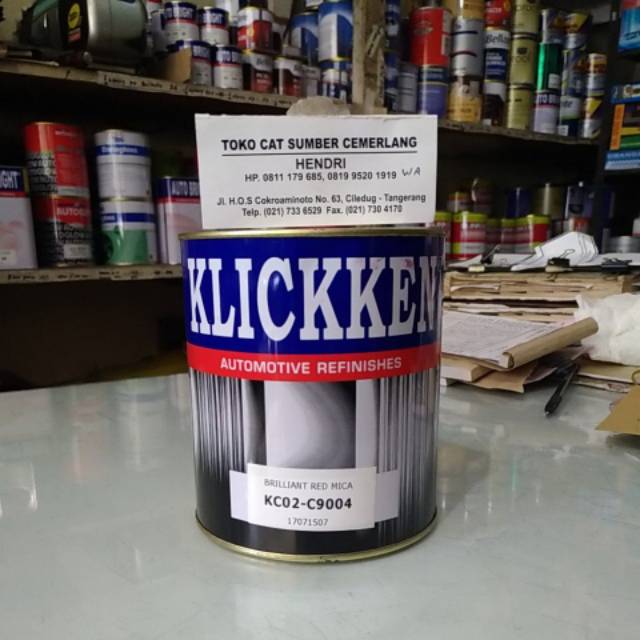 TOKO CAT SUMBER CEMERLANG
HENDRI
HP. 0811 179 685, 0819 9520 1919 W/A
Jl. H.O.S Cokroaminoto No. 63, Ciledug - Tangerang
Telp. (021) 733 6529 Fax. (021) 730 4170
KLICKKEN
AUTOMOTIVE REFINISHES
BRILLIANT RED MICA
KC02-C9004
17071507